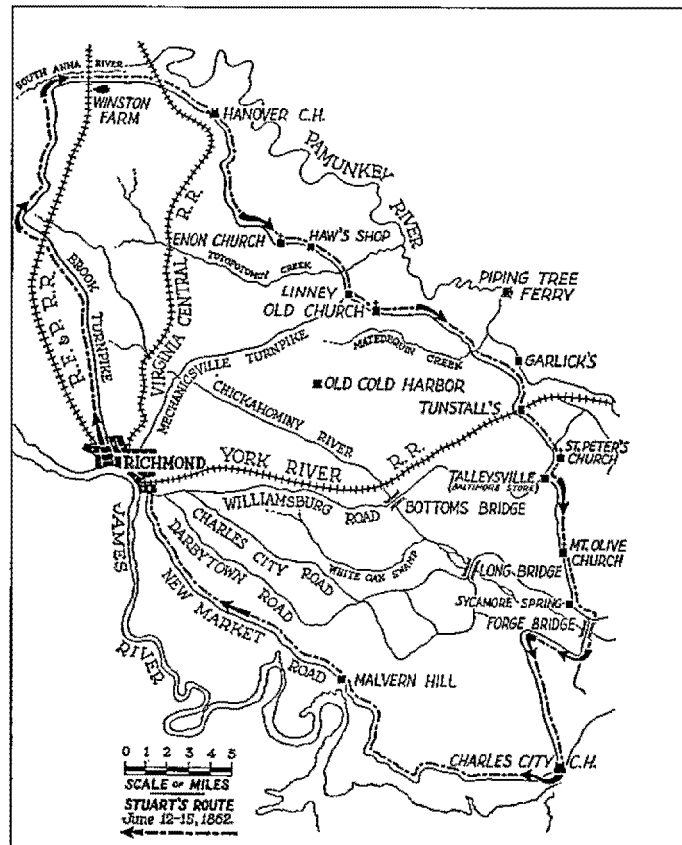 SOUTH ANNA RIVER
WINSTON
FARM
HANOVER C.H.
PAMUNKEY
RIVER
R.R.
ENON CHURCH
HAW'S SHOP
TOTOPOTOMOY CREEK
PIPING TREE
FERRY
LINNEY
OLD CHURCH
BROOK
TURNPIKE
R.F & P. R.R.
VIRGINIA CENTRAL
MECHANICSVILLE TURNPIKE
MATEDEQUIN CREEK
GARLICK'S
OLD COLD HARBOR
TUNSTALL'S
CHICKAHOMINY
RIVER
RICHMOND
YORK RIVER
R.R.
ST. PETER'S
CHURCH
TALLEYSVILLE
(BALTIMORE STORE)
WILLIAMSBURG ROAD
BOTTOMS BRIDGE
JAMES
RIVER
CHARLES CITY ROAD
DARBYTOWN ROAD
NEW MARKET
ROAD
WHITE OAK SWAMP
LONG BRIDGE
MT. OLIVE
CHURCH
SYCAMORE SPRING
FORGE BRIDGE
MALVERN HILL
CHARLES CITY C.H.
0 1 2 3 4 5
SCALE OF MILES
STUART'S ROUTE
June 12-15, 1862.